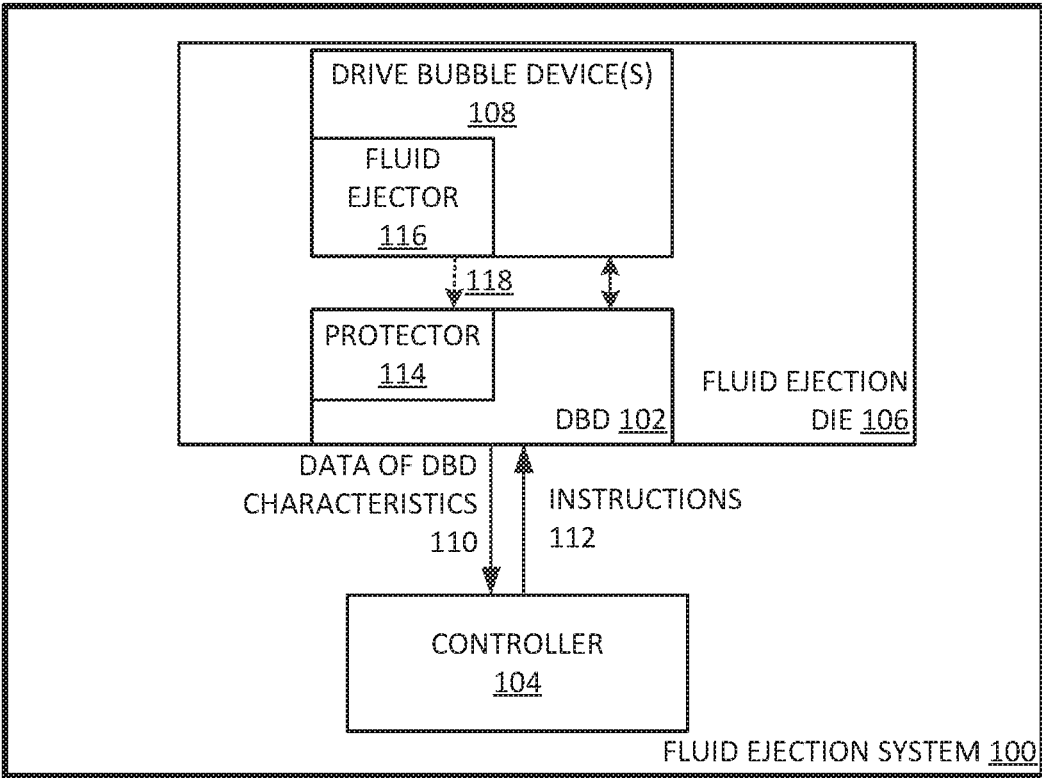 DRIVE BUBBLE DEVICE(S)
108
FLUID
EJECTOR
116
118
PROTECTOR
114
DBD 102
FLUID EJECTION
DIE 106
DATA OF DBD
CHARACTERISTICS
110
INSTRUCTIONS
112
CONTROLLER
104
FLUID EJECTION SYSTEM 100